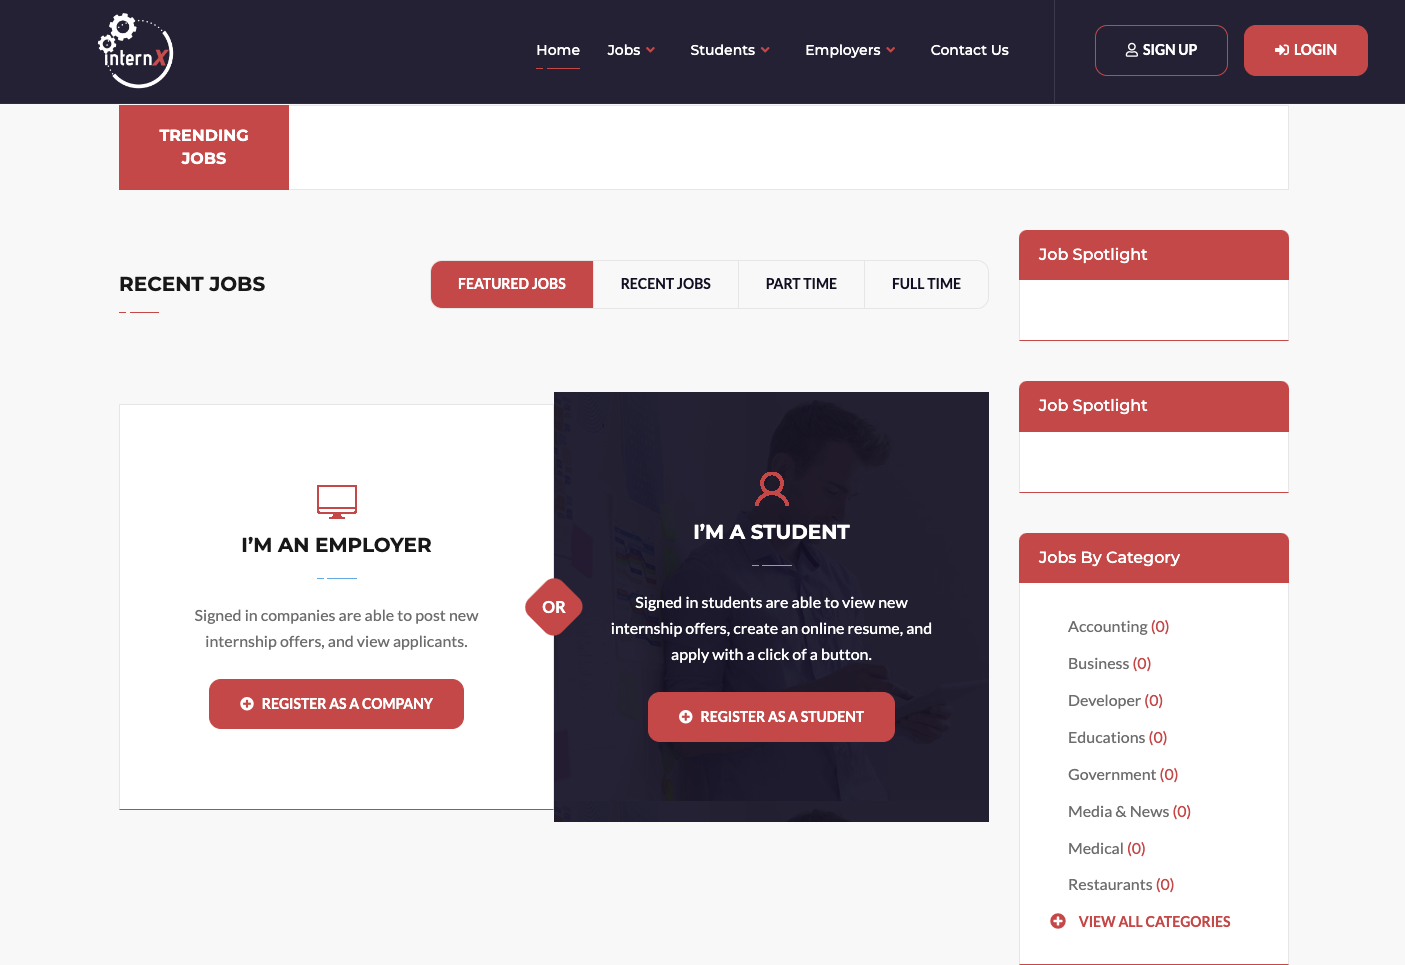 internX
Home
Jobs
Students
Employers
Contact Us
SIGN UP
LOGIN
TRENDING
JOBS
RECENT JOBS
FEATURED JOBS
RECENT JOBS
PART TIME
FULL TIME
I'M AN EMPLOYER
Signed in companies are able to post new
internship offers, and view applicants.
REGISTER AS A COMPANY
OR
I'M A STUDENT
Signed in students are able to view new
internship offers, create an online resume, and
apply with a click of a button.
REGISTER AS A STUDENT
Job Spotlight
Job Spotlight
Jobs By Category
Accounting (0)
Business (0)
Developer (0)
Educations (0)
Government (0)
Media & News (0)
Medical (0)
Restaurants (0)
VIEW ALL CATEGORIES